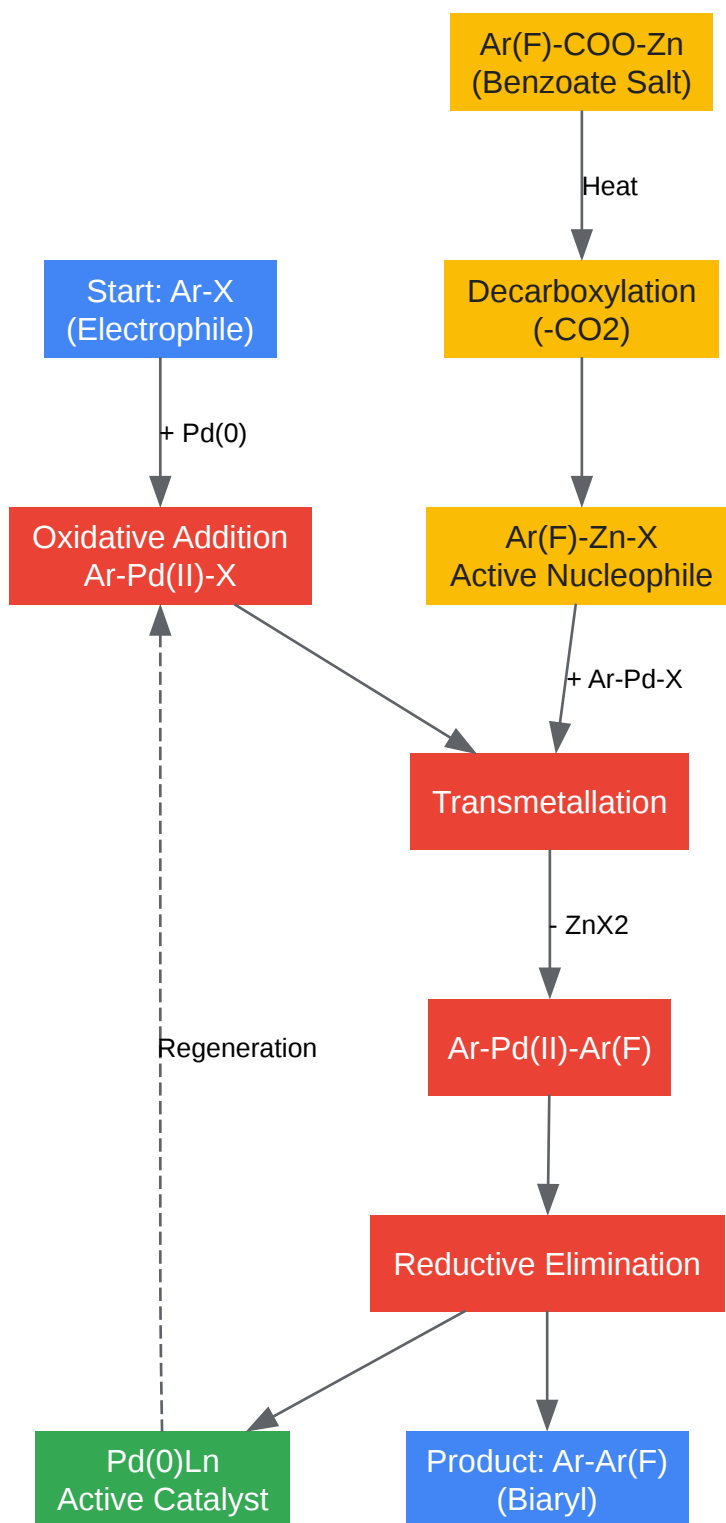 Ar(F)-COO-Zn
(Benzoate Salt)
Heat
Start: Ar-X
(Electrophile)
Decarboxylation
(-CO2)
+ Pd(0)
Oxidative Addition
Ar-Pd(II)-X
Ar(F)-Zn-X
Active Nucleophile
+ Ar-Pd-X
Transmetallation
- ZnX2
Regeneration
Ar-Pd(II)-Ar(F)
Reductive Elimination
Pd(0)Ln
Active Catalyst
Product: Ar-Ar(F)
(Biaryl)